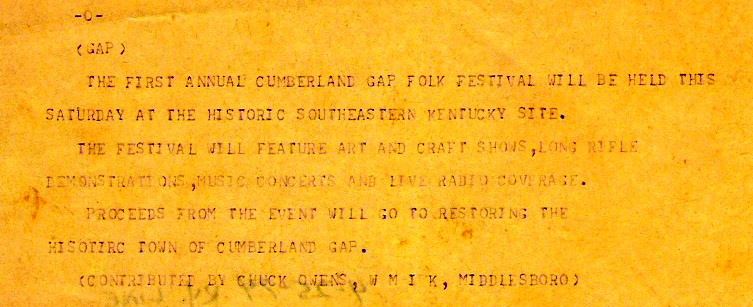 -0-
(GAP)
THE FIRST ANNUAL CUMBERLAND GAP FOLK FESTIVAL WILL BE HELD THIS
SATURDAY AT THE HISTORIC SOUTHEASTERN KENTUCKY SITE.
THE FESTIVAL WILL FEATURE ART AND CRAFT SHOWS,LONG RIFLE
DEMONSTRATIONS,MUSIC CONCERTS AND LIVE RADIO COVERAGE.
PROCEEDS FROM THE EVENT WILL GO TO RESTORING THE
HISOTIRC TOWN OF CUMBERLAND GAP.
(CONTRIBUTED BY CHUCK OWENS, W M I K, MIDDLESBORO)